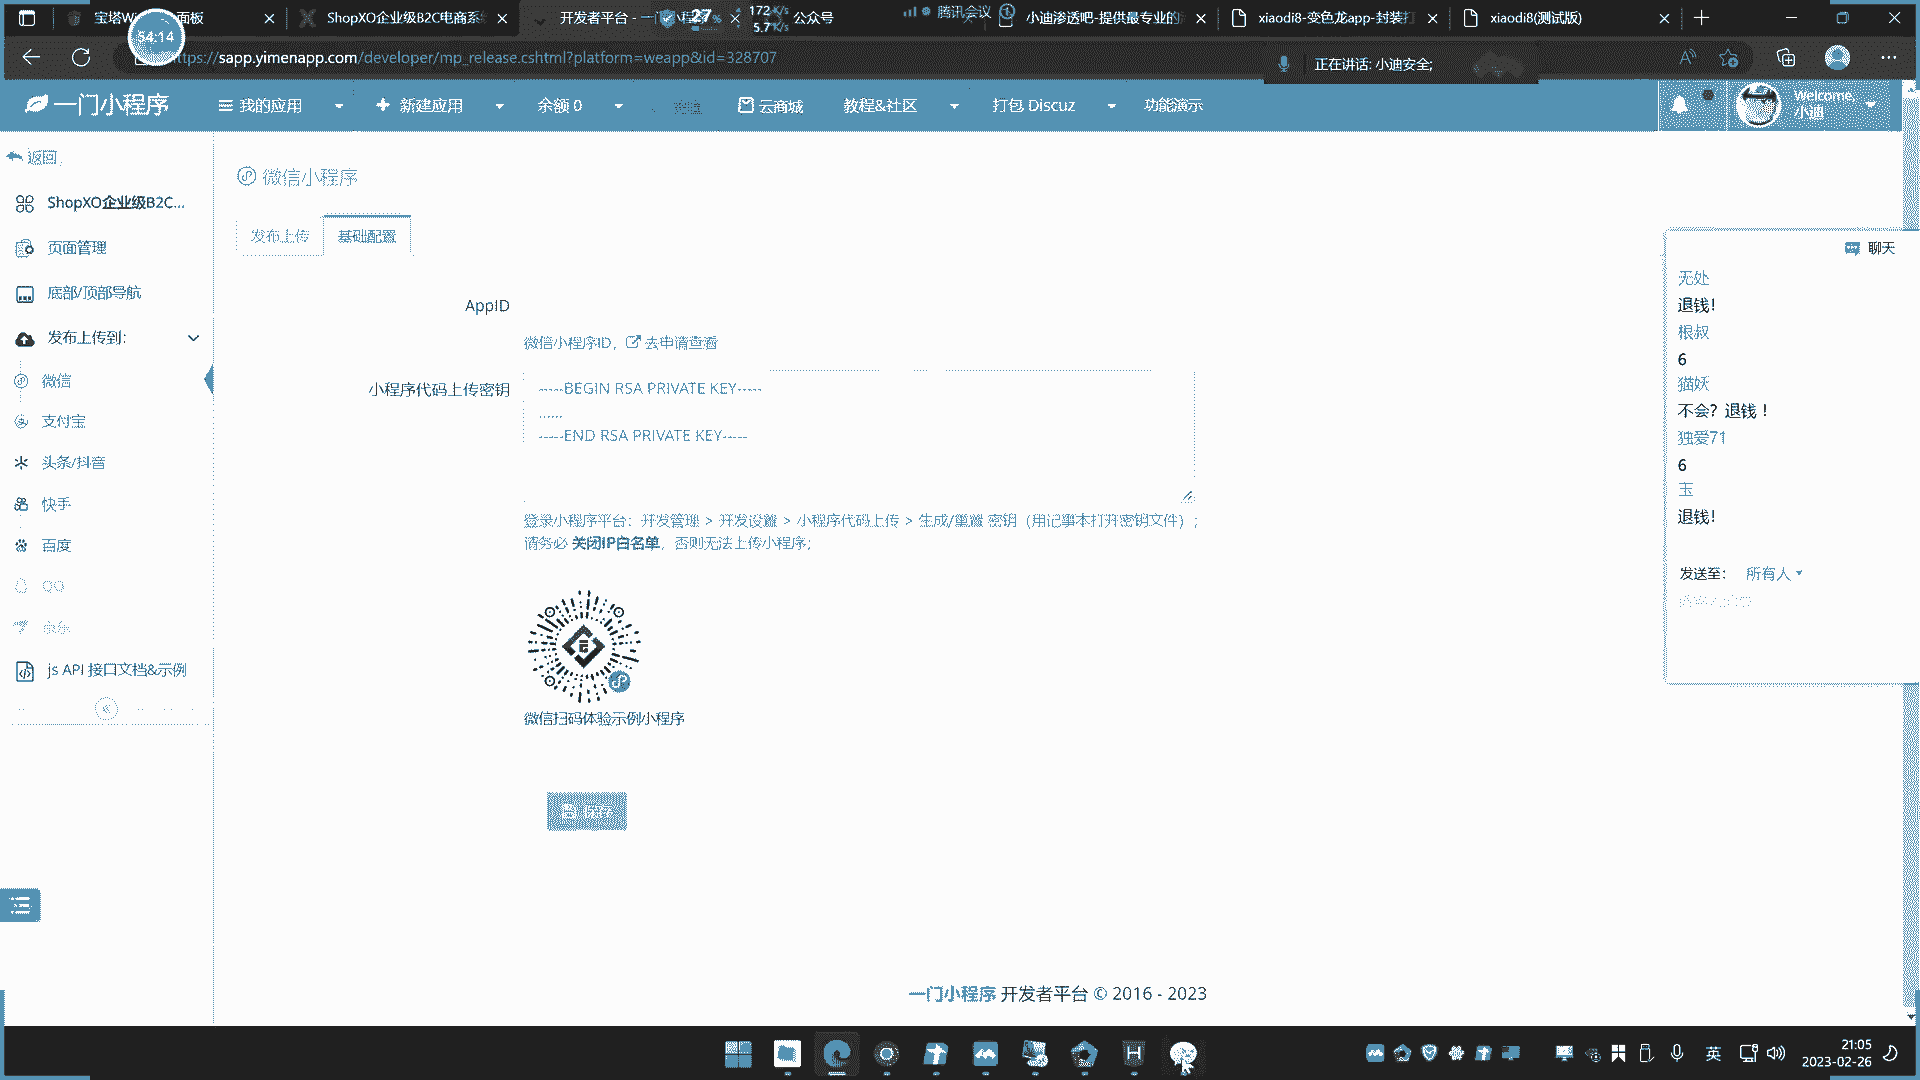 宝塔Wi
面板
ShopXO企业级B2C电商系
开发者平台 - 一门小程序
27%
172K/s
5.7K/s
公众号
腾讯会议
小迪渗透吧-提供最专业的
xiaodi8-变色龙app-封装打
xiaodi8(测试版)
54:14
https://sapp.yimenapp.com/developer/mp_release.cshtml?platform=weapp&id=328707
正在讲话: 小迪安全;
一门小程序
我的应用
新建应用
余额 0
云商城
教程&社区
打包 Discuz
功能演示
Welcome,
小迪
返回
ShopXO企业级B2C...
页面管理
底部/顶部导航
发布上传到:
微信
支付宝
头条/抖音
快手
百度
QQ
京东
js API 接口文档&示例
微信小程序
发布上传
基础配置
AppID
微信小程序ID, 去申请查看
小程序代码上传密钥
-----BEGIN RSA PRIVATE KEY-----
......
-----END RSA PRIVATE KEY-----
登录小程序平台: 开发管理 > 开发设置 > 小程序代码上传 > 生成/重置 密钥 (用记事本打开密钥文件) ;
请务必 关闭IP白名单, 否则无法上传小程序;
微信扫码体验示例小程序
保存
一门小程序 开发者平台 © 2016 - 2023
聊天
无处
退钱!
根叔
6
猫妖
不会? 退钱 !
独爱71
6
玉
退钱!
发送至: 所有人
英
21:05
2023-02-26